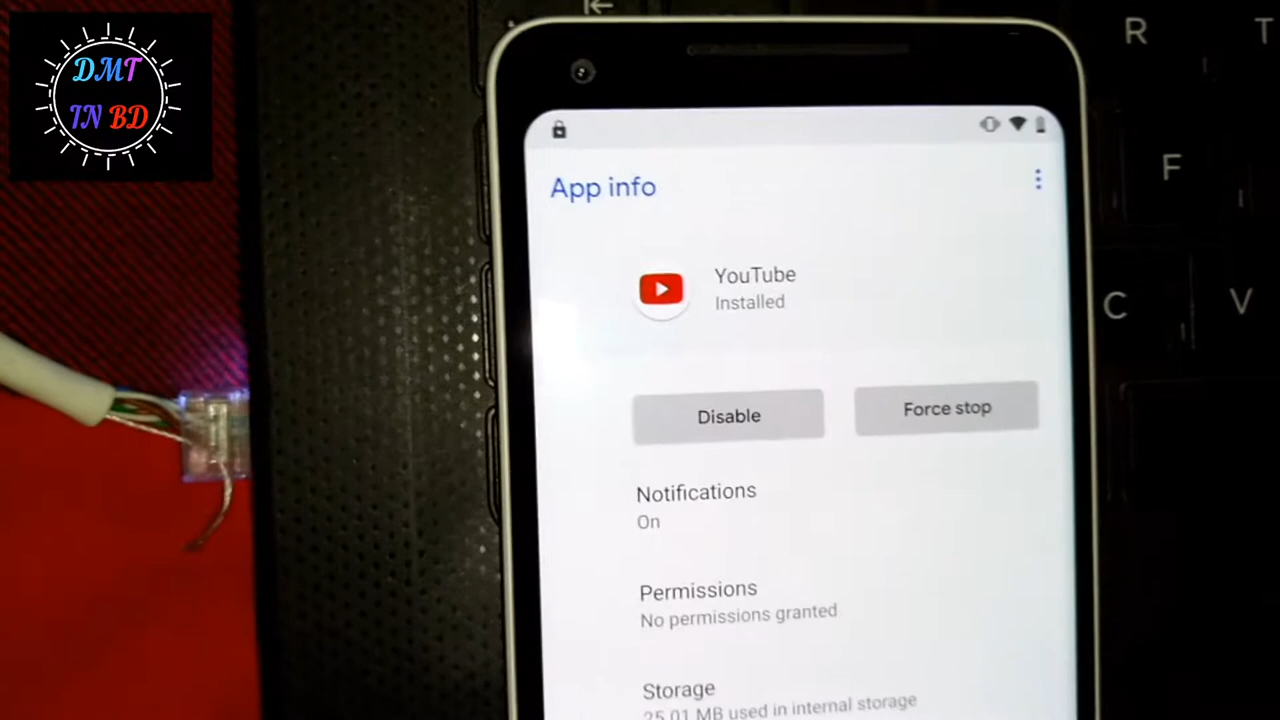 DMT
IN BD
App info
YouTube
Installed
Disable
Force stop
Notifications
On
Permissions
No permissions granted
Storage
25.01 MB used in internal storage
R
T
F
C
V